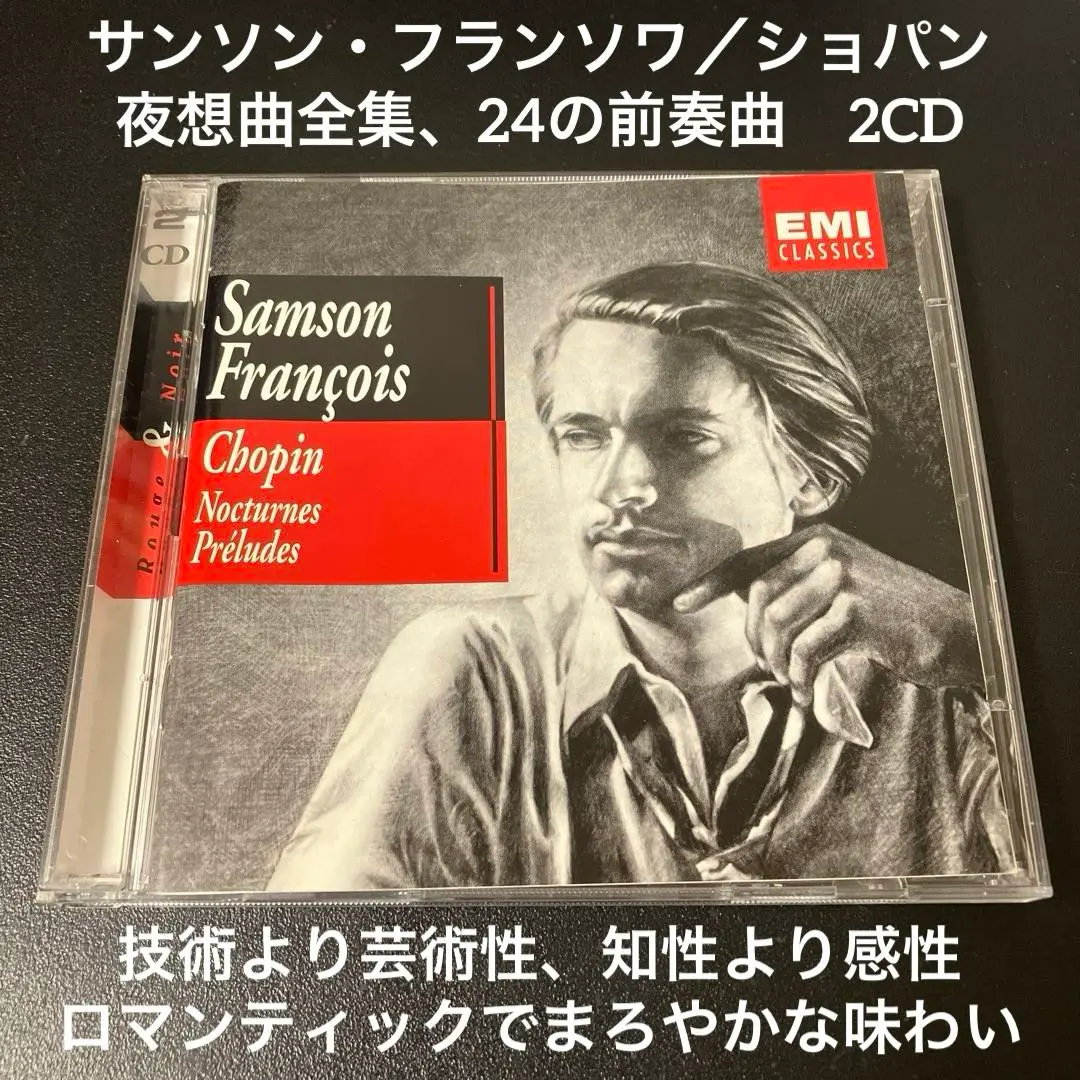 サンソン・フランソワ／ショパン
夜想曲全集、24の前奏曲　2CD
2
CD
EMI
CLASSICS
Samson
François
Chopin
Nocturnes
Préludes
Rouge & Noir
技術より芸術性、知性より感性
ロマンティックでまろやかな味わい